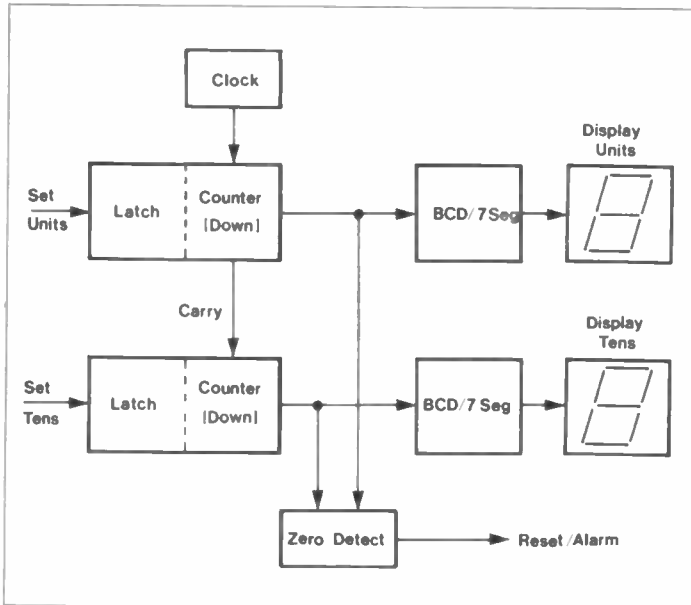 Clock
Display
Units
Set
Units
Latch
Counter
[Down]
BCD/7 Seg
Carry
Display
Tens
Set
Tens
Latch
Counter
[Down]
BCD/7 Seg
Zero Detect
Reset/Alarm